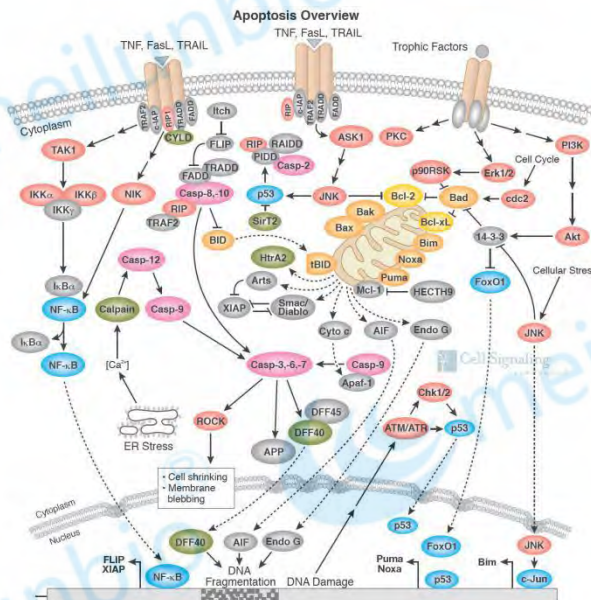 Apoptosis Overview
TNF, FasL, TRAIL
TNF, FasL, TRAIL
Trophic Factors
Cytoplasm
TRAF2
c-IAP
RIP1
TRADD
FADD
CYLD
Itch
FLIP
RIP
c-IAP
TRAF2
TRADD
FADD
TAK1
IKKα
IKKβ
IKKγ
NIK
TRADD
FADD
Casp-8,-10
RIP
TRAF2
RIP
RAIDD
PIDD
Casp-2
p53
SirT2
ASK1
JNK
PKC
Erk1/2
PI3K
p90RSK
Cell Cycle
cdc2
Bcl-2
Bad
Bcl-xL
Bak
Bax
Bim
Noxa
Puma
tBID
BID
14-3-3
Akt
FoxO1
Cellular Stress
JNK
IκBα
NF-κB
IκBα
NF-κB
Casp-12
Calpain
Casp-9
[Ca²⁺]
ER Stress
HtrA2
Arts
XIAP
Smac/
Diablo
Mcl-1
HECTH9
Cyto c
AIF
Endo G
Cell Signaling
Casp-3,-6,-7
Casp-9
Apaf-1
ROCK
APP
DFF45
DFF40
Chk1/2
ATM/ATR
p53
- Cell shrinking
- Membrane
blebbing
Cytoplasm
Nucleus
DFF40
AIF
Endo G
DNA
Fragmentation
DNA Damage
FLIP
XIAP
NF-κB
p53
FoxO1
Puma
Noxa
p53
JNK
Bim
c-Jun